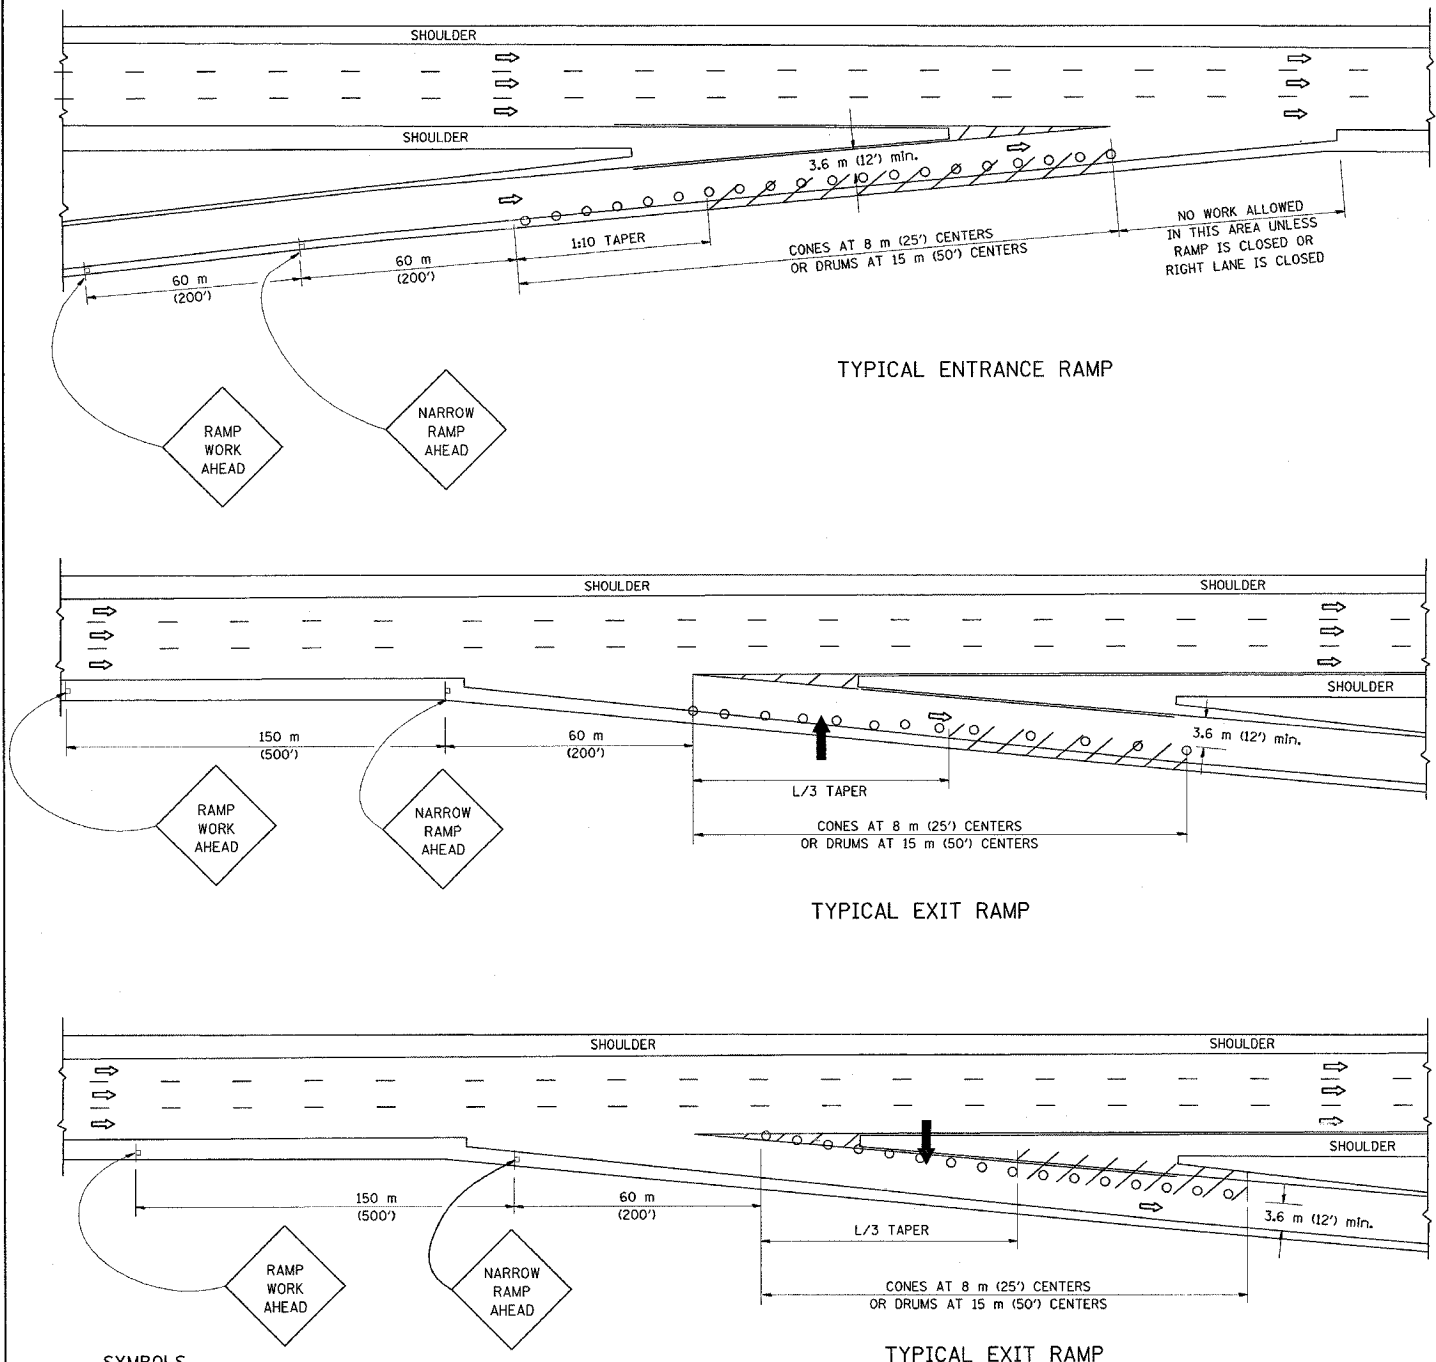 SHOULDER
SHOULDER
3.6 m (12') min.
1:10 TAPER
60 m
(200')
60 m
(200')
CONES AT 8 m (25') CENTERS
OR DRUMS AT 15 m (50') CENTERS
NO WORK ALLOWED
IN THIS AREA UNLESS
RAMP IS CLOSED OR
RIGHT LANE IS CLOSED
TYPICAL ENTRANCE RAMP
RAMP
WORK
AHEAD
NARROW
RAMP
AHEAD
SHOULDER
SHOULDER
SHOULDER
3.6 m (12') min.
150 m
(500')
60 m
(200')
L/3 TAPER
RAMP
WORK
AHEAD
NARROW
RAMP
AHEAD
CONES AT 8 m (25') CENTERS
OR DRUMS AT 15 m (50') CENTERS
TYPICAL EXIT RAMP
SHOULDER
SHOULDER
SHOULDER
150 m
(500')
60 m
(200')
3.6 m (12') min.
L/3 TAPER
RAMP
WORK
AHEAD
NARROW
RAMP
AHEAD
CONES AT 8 m (25') CENTERS
OR DRUMS AT 15 m (50') CENTERS
TYPICAL EXIT RAMP
SYMBOLS